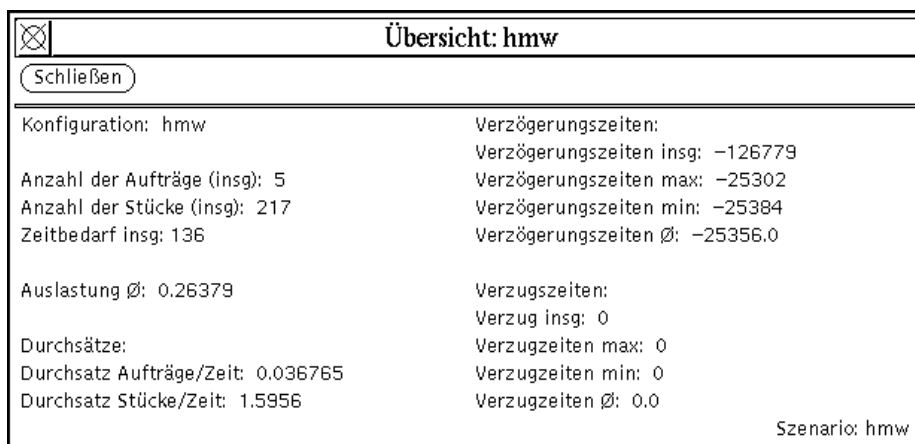 Übersicht: hmw
Schließen
Konfiguration: hmw
Anzahl der Aufträge (insg): 5
Anzahl der Stücke (insg): 217
Zeitbedarf insg: 136
Auslastung Ø: 0.26379
Durchsätze:
Durchsatz Aufträge/Zeit: 0.036765
Durchsatz Stücke/Zeit: 1.5956
Verzögerungszeiten:
Verzögerungszeiten insg: −126779
Verzögerungszeiten max: −25302
Verzögerungszeiten min: −25384
Verzögerungszeiten Ø: −25356.0
Verzugszeiten:
Verzug insg: 0
Verzugzeiten max: 0
Verzugzeiten min: 0
Verzugzeiten Ø: 0.0
Szenario: hmw